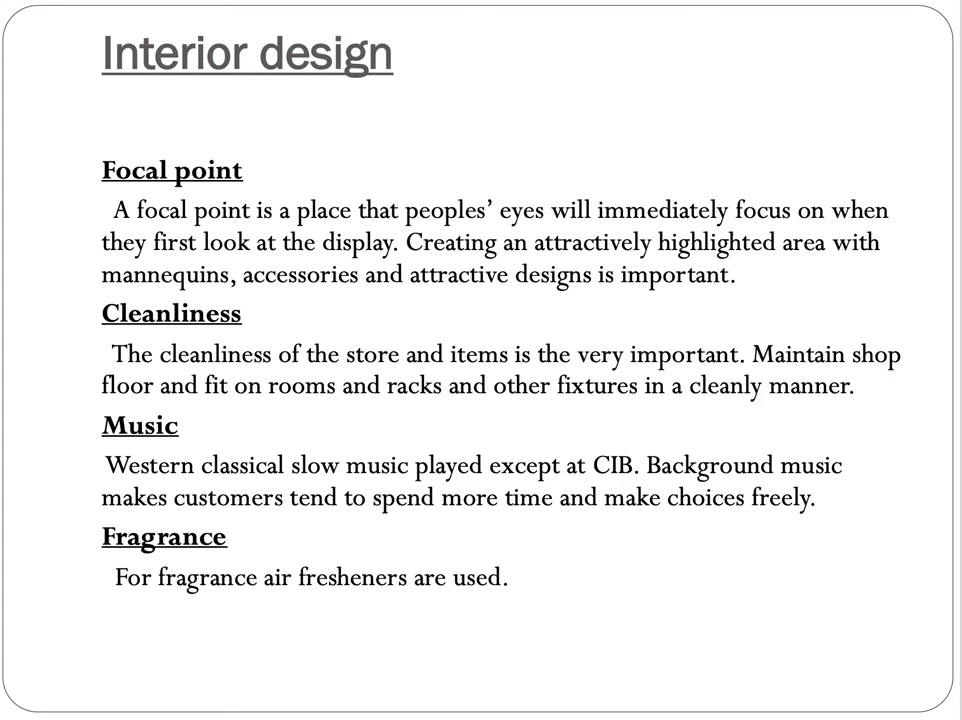 Interior design
Focal point
A focal point is a place that peoples’ eyes will immediately focus on when
they first look at the display. Creating an attractively highlighted area with
mannequins, accessories and attractive designs is important.
Cleanliness
The cleanliness of the store and items is the very important. Maintain shop
floor and fit on rooms and racks and other fixtures in a cleanly manner.
Music
Western classical slow music played except at CIB. Background music
makes customers tend to spend more time and make choices freely.
Fragrance
For fragrance air fresheners are used.